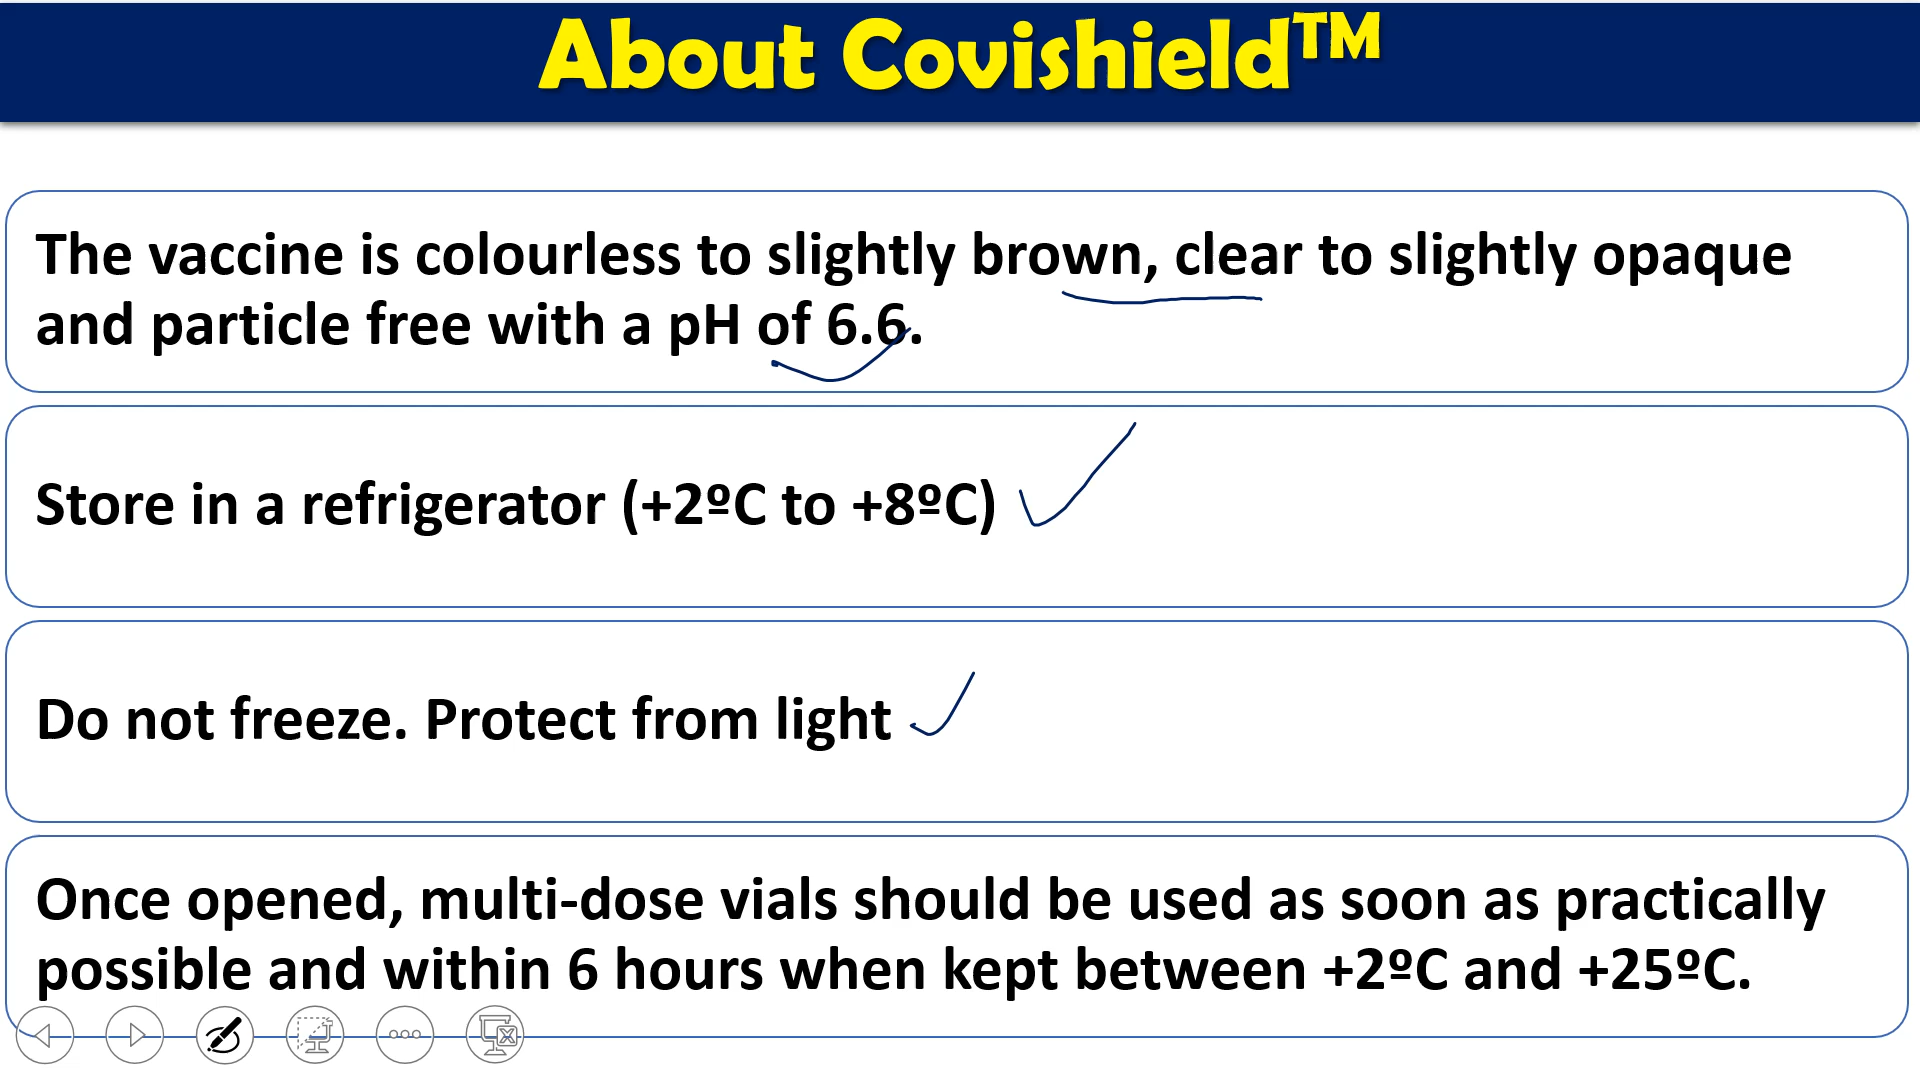 About Covishield™
The vaccine is colourless to slightly brown, clear to slightly opaque
and particle free with a pH of 6.6.
Store in a refrigerator (+2ºC to +8ºC)
Do not freeze. Protect from light
Once opened, multi-dose vials should be used as soon as practically
possible and within 6 hours when kept between +2ºC and +25ºC.